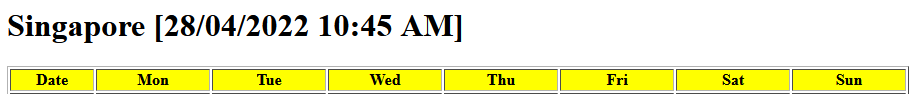 Singapore [28/04/2022 10:45 AM]
Date Mon Tue Wed Thu Fri Sat Sun